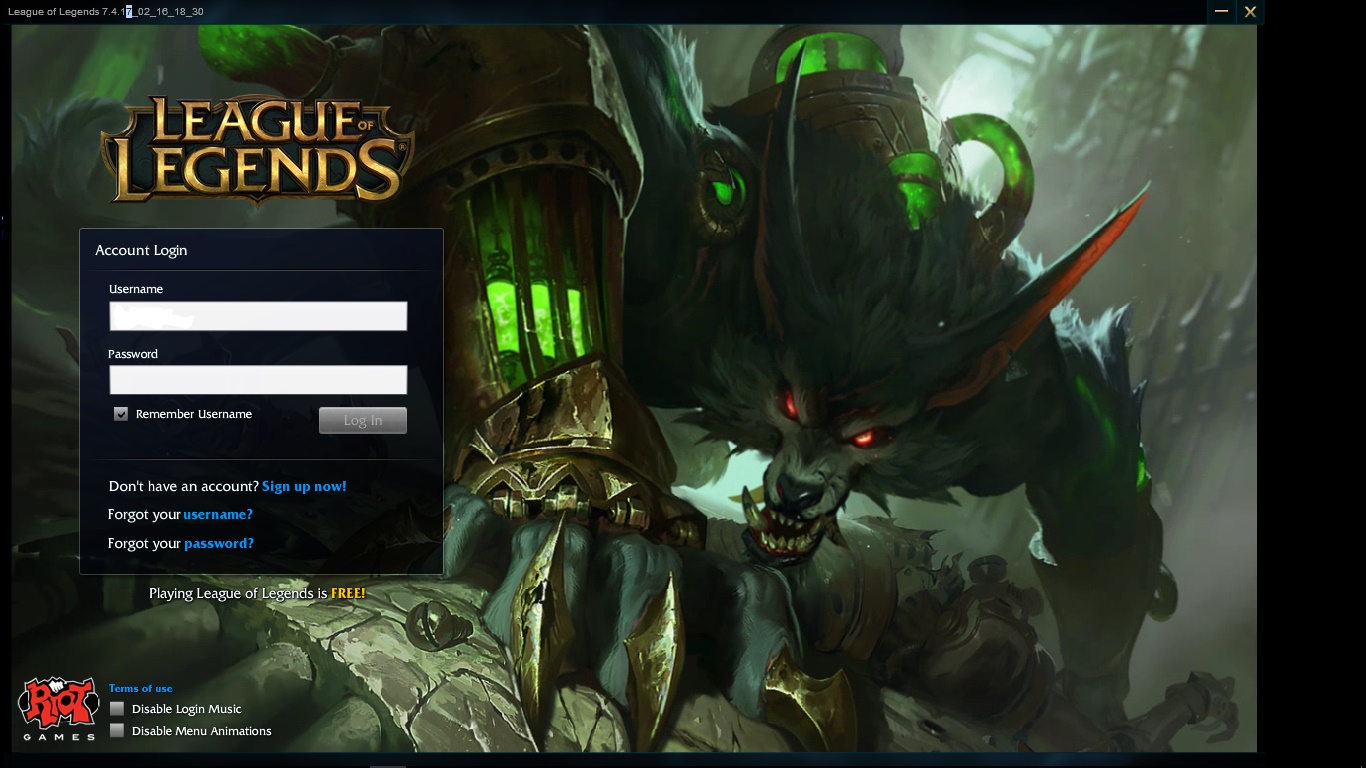 League of Legends 7.4.17_02_16_18_30
LEAGUE OF
LEGENDS®
Account Login
Username
Password
Remember Username
Log In
Don't have an account? Sign up now!
Forgot your username?
Forgot your password?
Playing League of Legends is FREE!
RIOT
GAMES
Terms of use
Disable Login Music
Disable Menu Animations